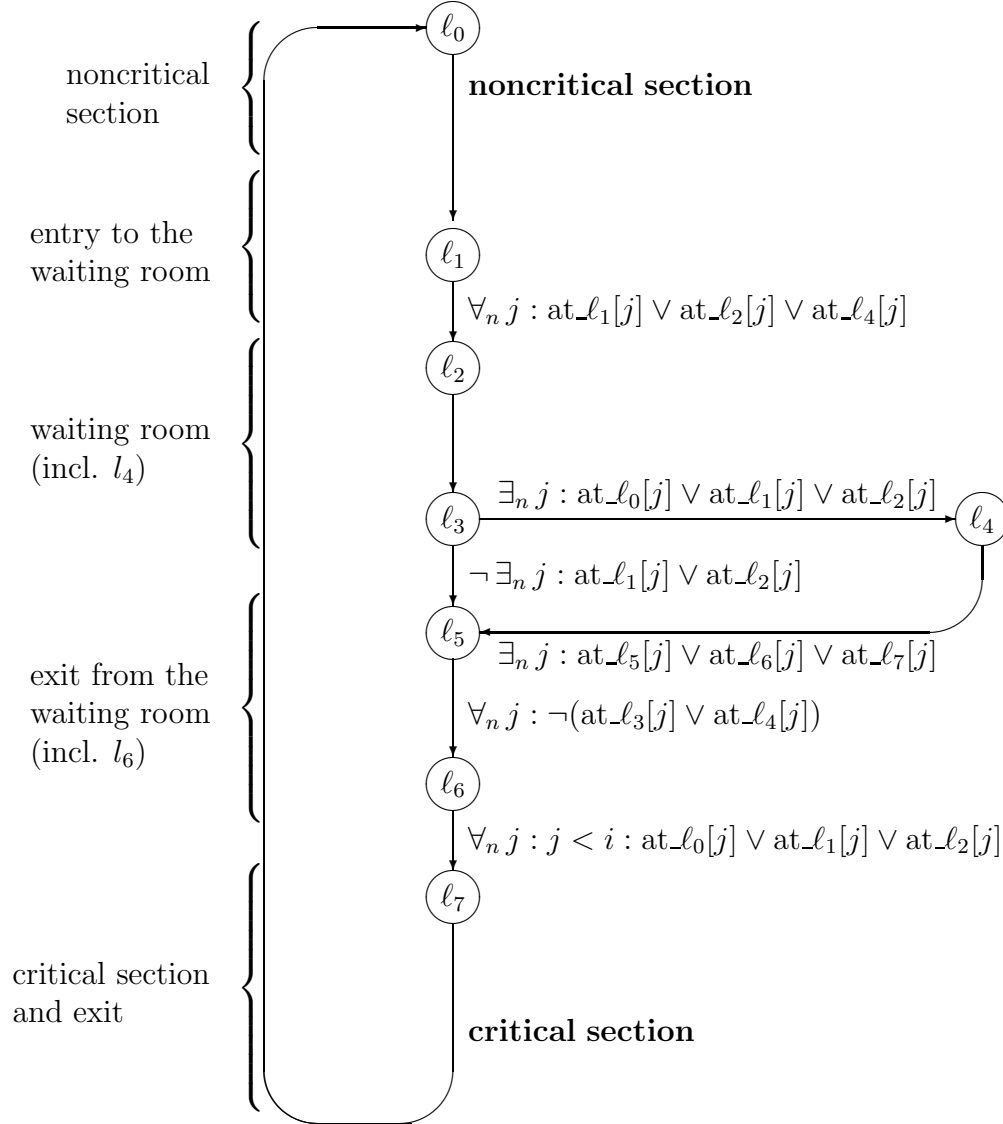 ℓ0
noncritical section
noncritical
section
entry to the
waiting room
ℓ1
∀n j : at_ℓ1[j] ∨ at_ℓ2[j] ∨ at_ℓ4[j]
ℓ2
waiting room
(incl. l4)
∃n j : at_ℓ0[j] ∨ at_ℓ1[j] ∨ at_ℓ2[j]
ℓ3
ℓ4
¬ ∃n j : at_ℓ1[j] ∨ at_ℓ2[j]
ℓ5
∃n j : at_ℓ5[j] ∨ at_ℓ6[j] ∨ at_ℓ7[j]
exit from the
waiting room
(incl. l6)
∀n j : ¬(at_ℓ3[j] ∨ at_ℓ4[j])
ℓ6
∀n j : j < i : at_ℓ0[j] ∨ at_ℓ1[j] ∨ at_ℓ2[j]
ℓ7
critical section
and exit
critical section